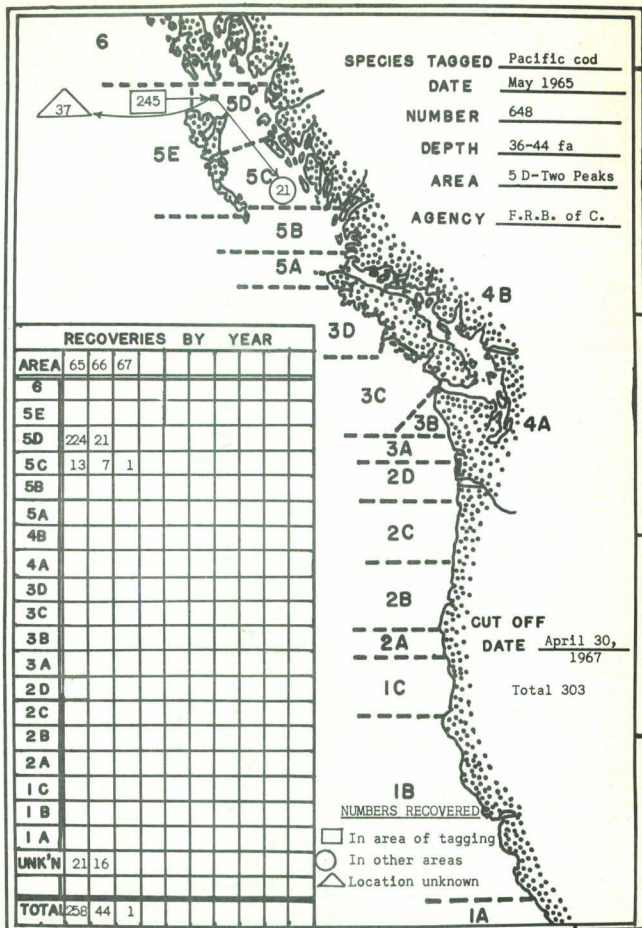 6
SPECIES TAGGED Pacific cod
DATE May 1965
NUMBER 648
DEPTH 36-44 fa
AREA 5 D-Two Peaks
AGENCY F.R.B. of C.
37
245
5D
5E
5C
21
5B
5A
4B
3D
3C
3B
4A
3A
2D
2C
2B
2A
1C
1B
1A
CUT OFF
DATE April 30,
1967
Total 303
NUMBERS RECOVERED
In area of tagging
In other areas
Location unknown
RECOVERIES BY YEAR
AREA 65 66 67
6
5E
5D 224 21
5C 13 7 1
5B
5A
4B
4A
3D
3C
3B
3A
2D
2C
2B
2A
1C
1B
1A
UNK'N 21 16
TOTAL 258 44 1